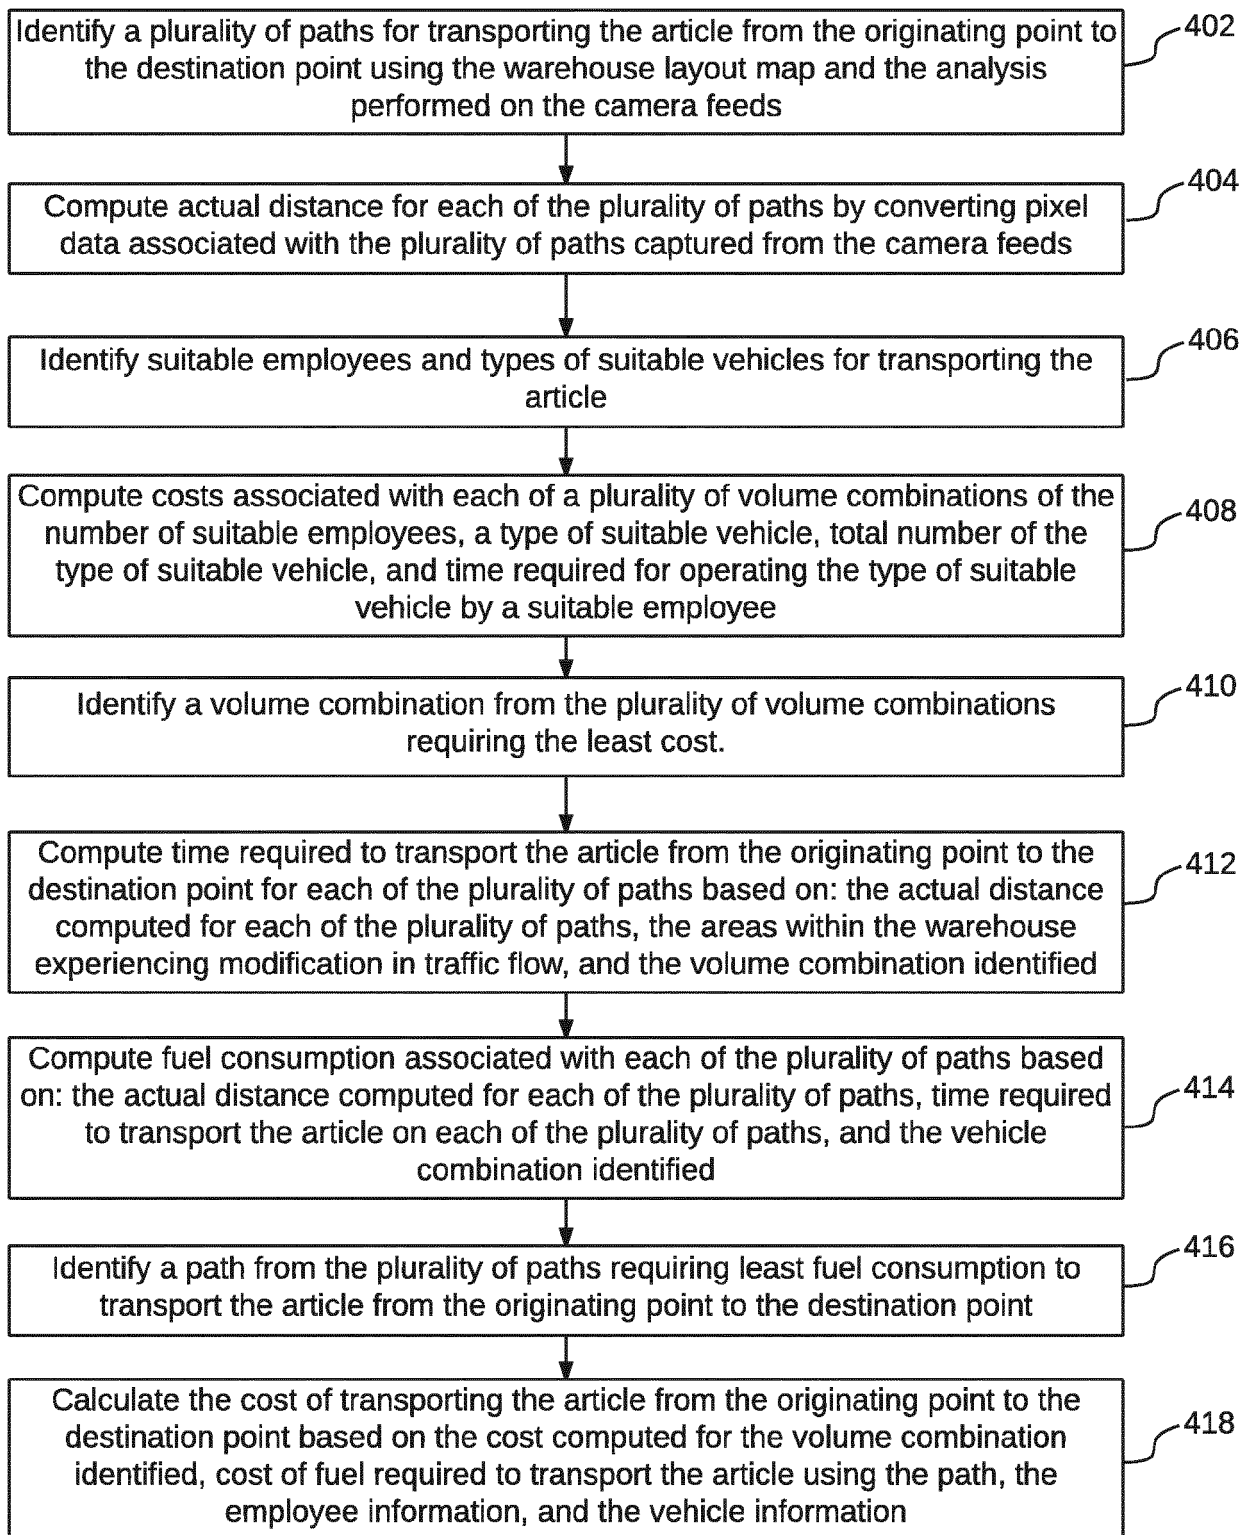 Identify a plurality of paths for transporting the article from the originating point to
the destination point using the warehouse layout map and the analysis
performed on the camera feeds
402
Compute actual distance for each of the plurality of paths by converting pixel
data associated with the plurality of paths captured from the camera feeds
404
Identify suitable employees and types of suitable vehicles for transporting the
article
406
Compute costs associated with each of a plurality of volume combinations of the
number of suitable employees, a type of suitable vehicle, total number of the
type of suitable vehicle, and time required for operating the type of suitable
vehicle by a suitable employee
408
Identify a volume combination from the plurality of volume combinations
requiring the least cost.
410
Compute time required to transport the article from the originating point to the
destination point for each of the plurality of paths based on: the actual distance
computed for each of the plurality of paths, the areas within the warehouse
experiencing modification in traffic flow, and the volume combination identified
412
Compute fuel consumption associated with each of the plurality of paths based
on: the actual distance computed for each of the plurality of paths, time required
to transport the article on each of the plurality of paths, and the vehicle
combination identified
414
Identify a path from the plurality of paths requiring least fuel consumption to
transport the article from the originating point to the destination point
416
Calculate the cost of transporting the article from the originating point to the
destination point based on the cost computed for the volume combination
identified, cost of fuel required to transport the article using the path, the
employee information, and the vehicle information
418